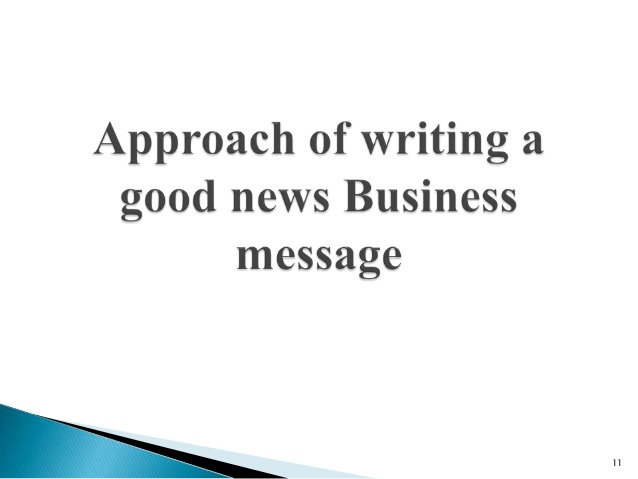 Approach of writing a
good news Business
message
11